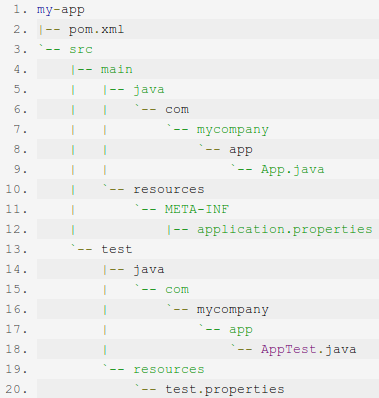 1. my-app
2. |-- pom.xml
3. `-- src
4.     |-- main
5.     |   |-- java
6.     |   |   `-- com
7.     |   |       `-- mycompany
8.     |   |           `-- app
9.     |   |               `-- App.java
10.     |   `-- resources
11.     |       `-- META-INF
12.     |           |-- application.properties
13.     `-- test
14.         |-- java
15.         |   `-- com
16.         |       `-- mycompany
17.         |           `-- app
18.         |               `-- AppTest.java
19.         `-- resources
20.             `-- test.properties